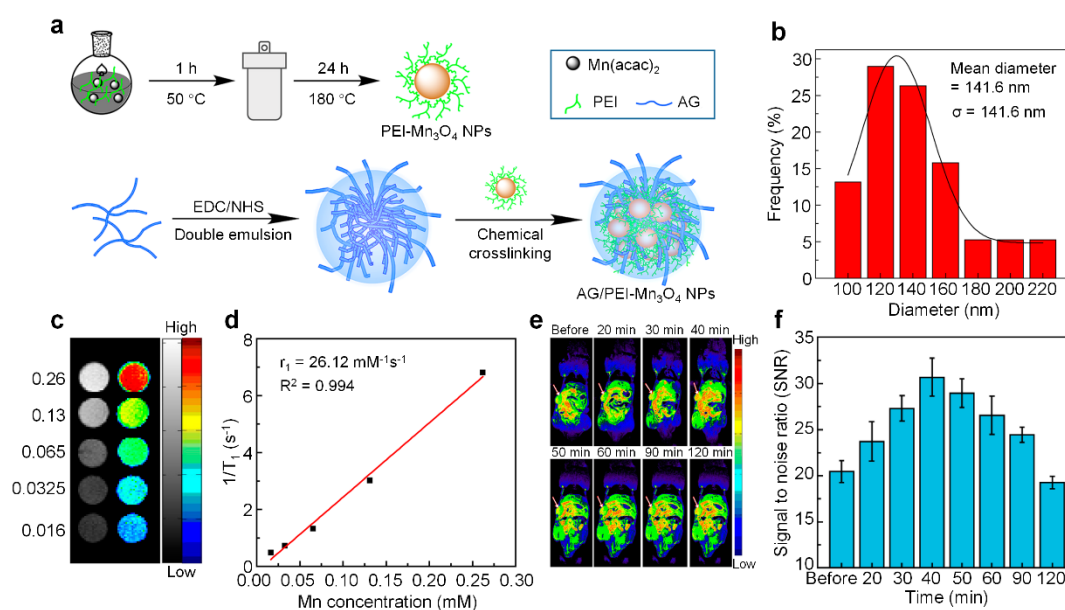 a
1 h
50 °C
24 h
180 °C
PEI-Mn₃O₄ NPs
Mn(acac)₂
PEI
AG
EDC/NHS
Double emulsion
Chemical
crosslinking
AG/PEI-Mn₃O₄ NPs
b
Mean diameter
= 141.6 nm
σ = 141.6 nm
Frequency (%)
30
25
20
15
10
5
0
100 120 140 160 180 200 220
Diameter (nm)
c
High
0.26
0.13
0.065
0.0325
0.016
Low
d
r₁ = 26.12 mM⁻¹s⁻¹
R² = 0.994
1/T₁ (s⁻¹)
8
6
4
2
0
0.00 0.05 0.10 0.15 0.20 0.25 0.30
Mn concentration (mM)
e
Before 20 min 30 min 40 min
50 min 60 min 90 min 120 min
High
Low
f
Signal to noise ratio (SNR)
35
30
25
20
15
10
Before 20 30 40 50 60 90 120
Time (min)